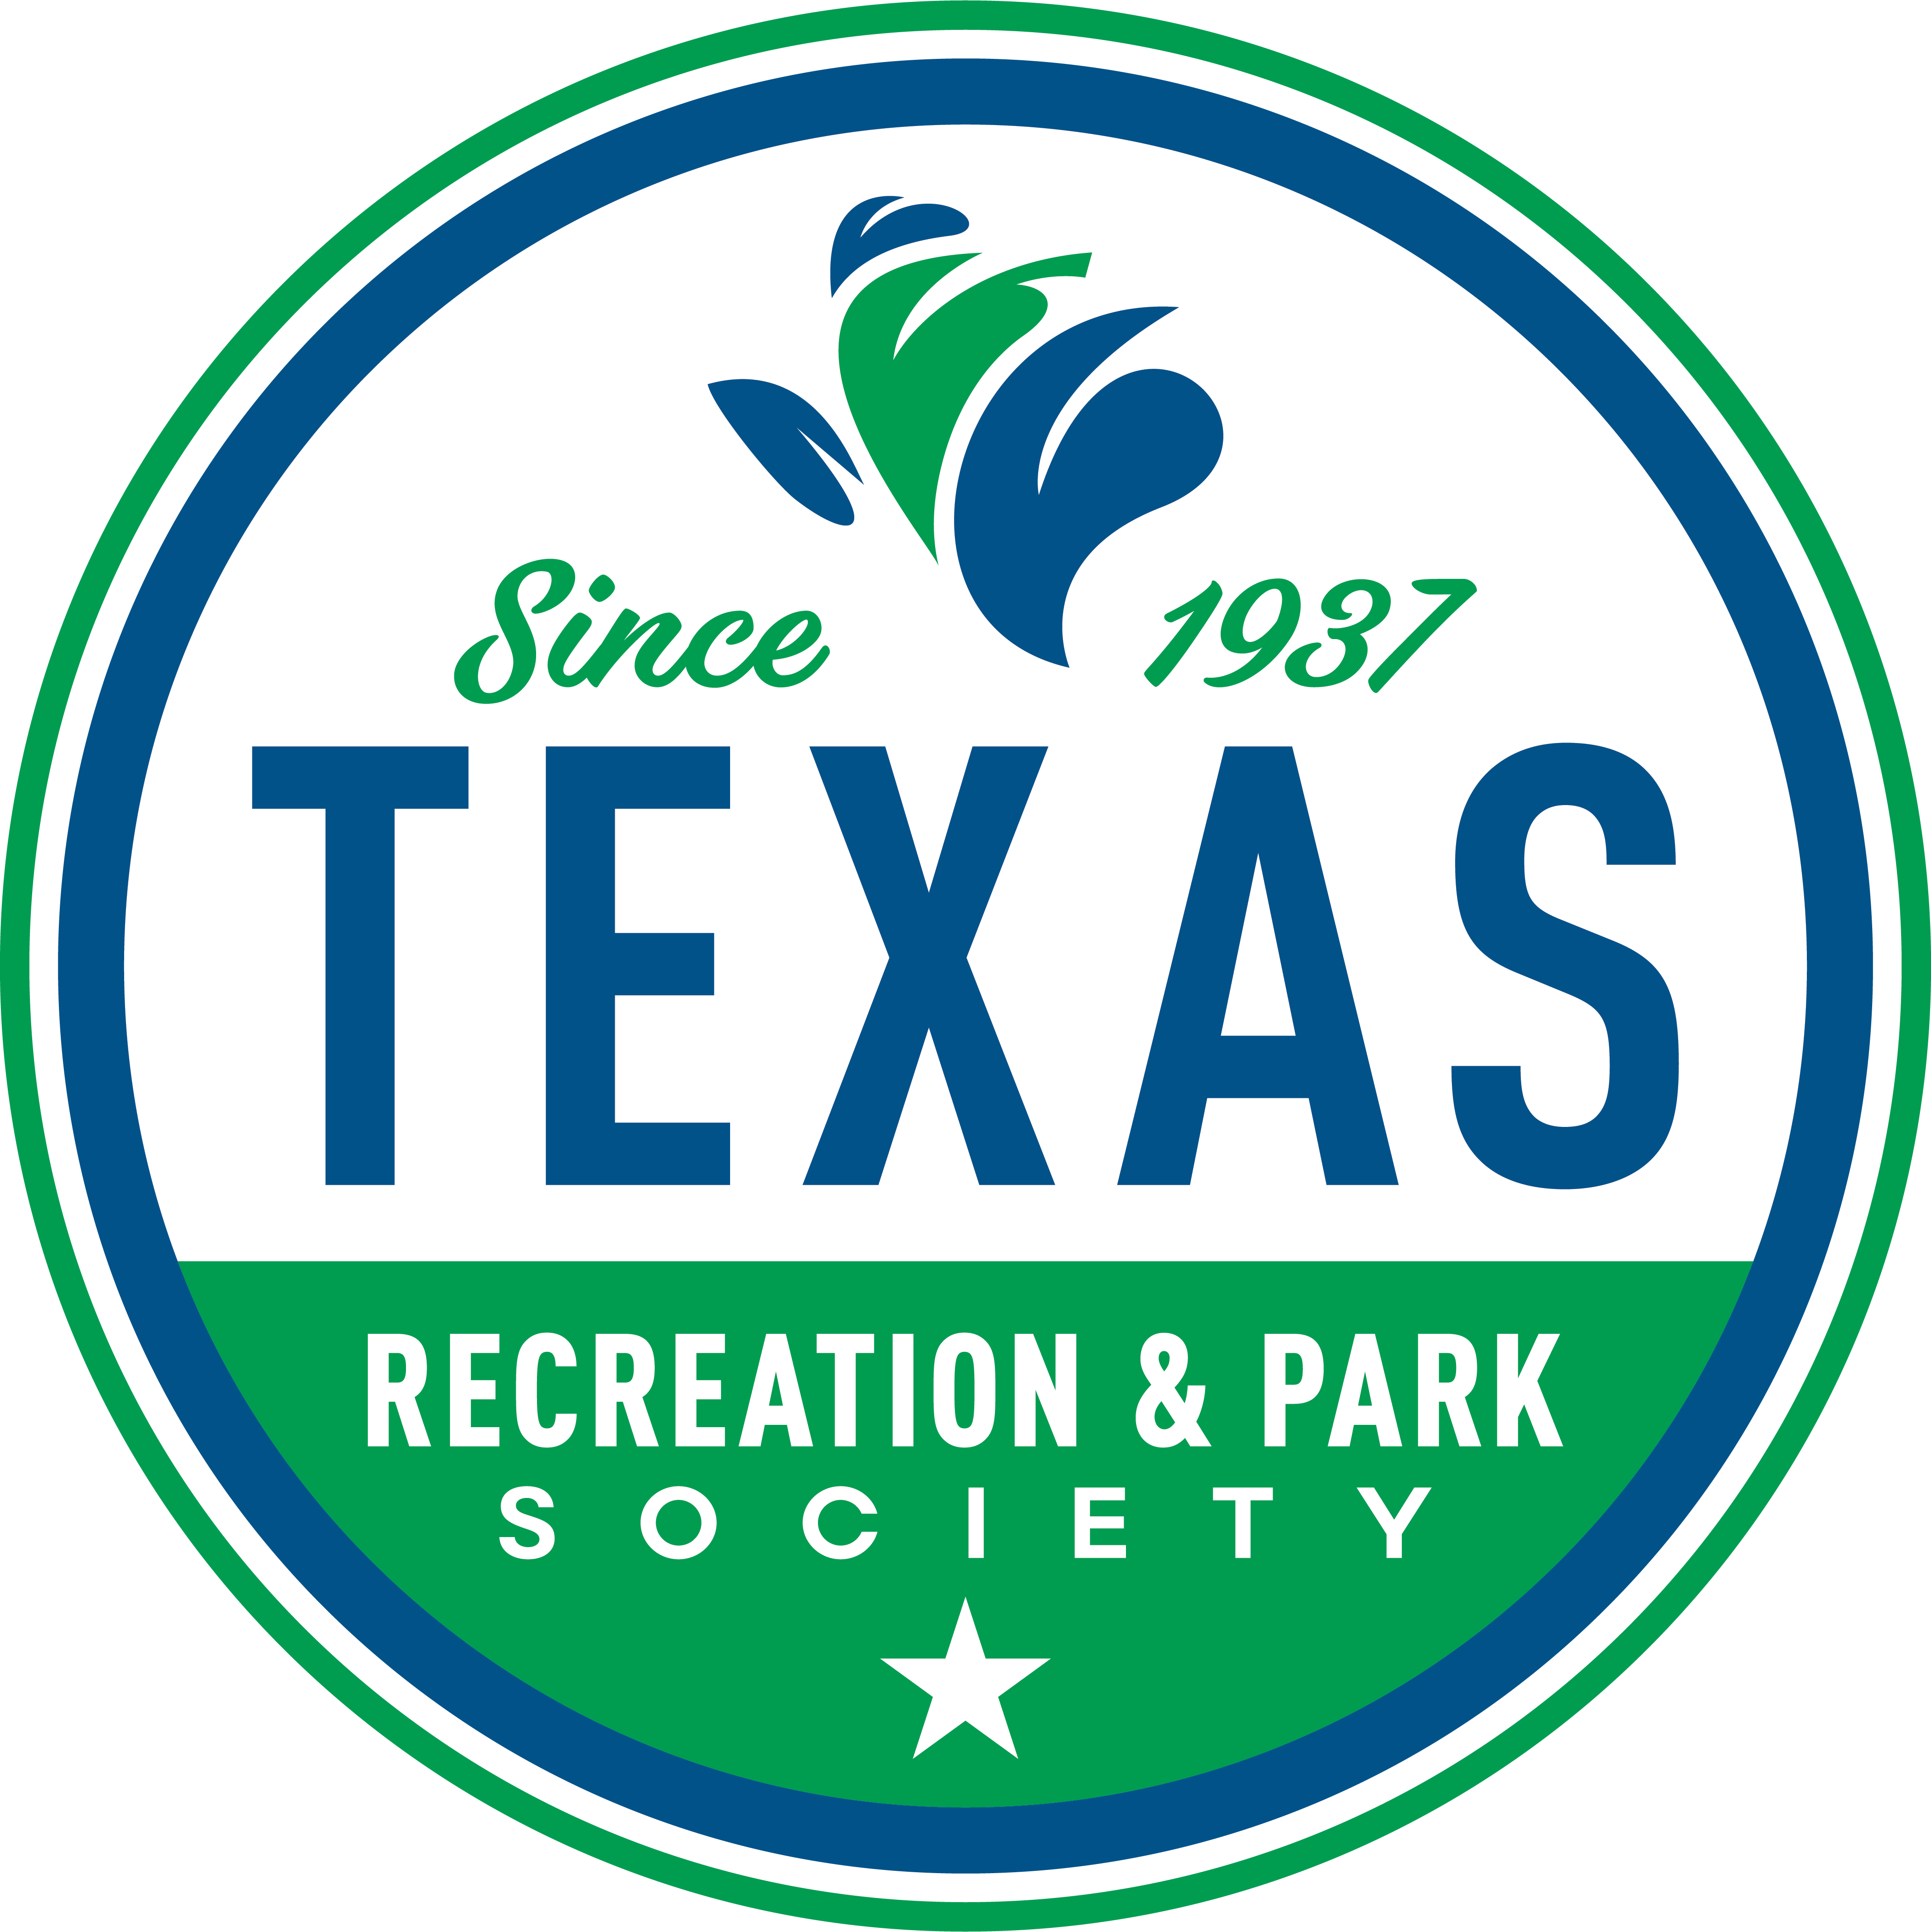 Since 1937
TEXAS
RECREATION & PARK
SOCIETY